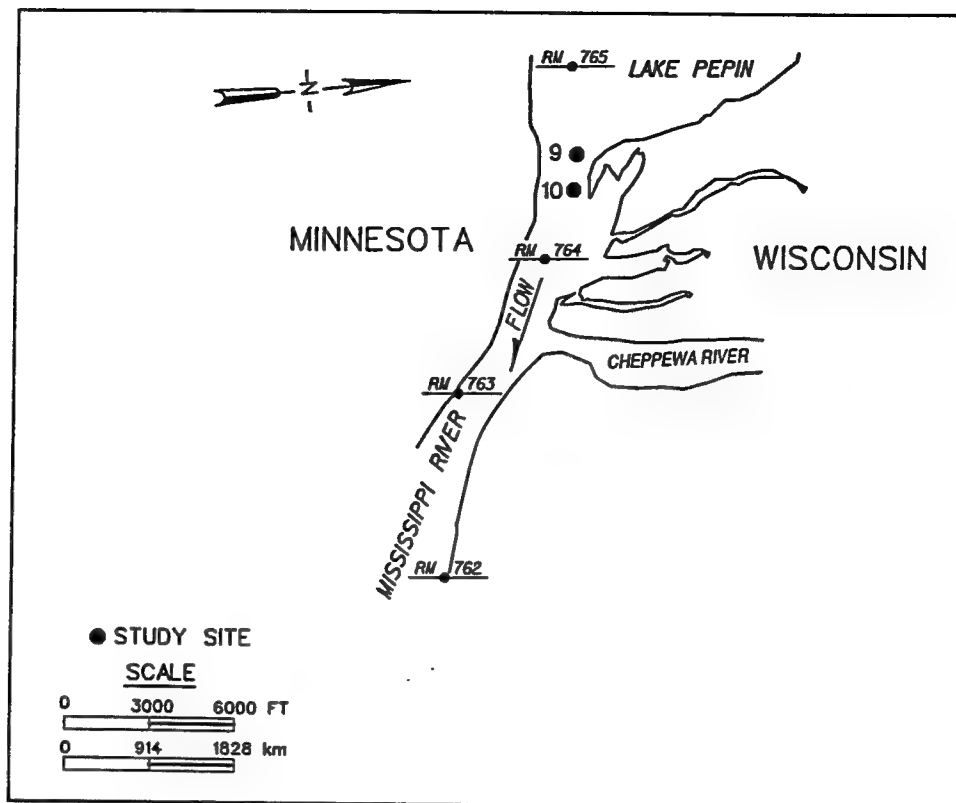 RM 765 LAKE PEPIN
N
9
10
MINNESOTA
RM 764
WISCONSIN
FLOW
CHEPPEWA RIVER
RM 763
MISSISSIPPI RIVER
RM 762
STUDY SITE
SCALE
0 3000 6000 FT
0 914 1828 km